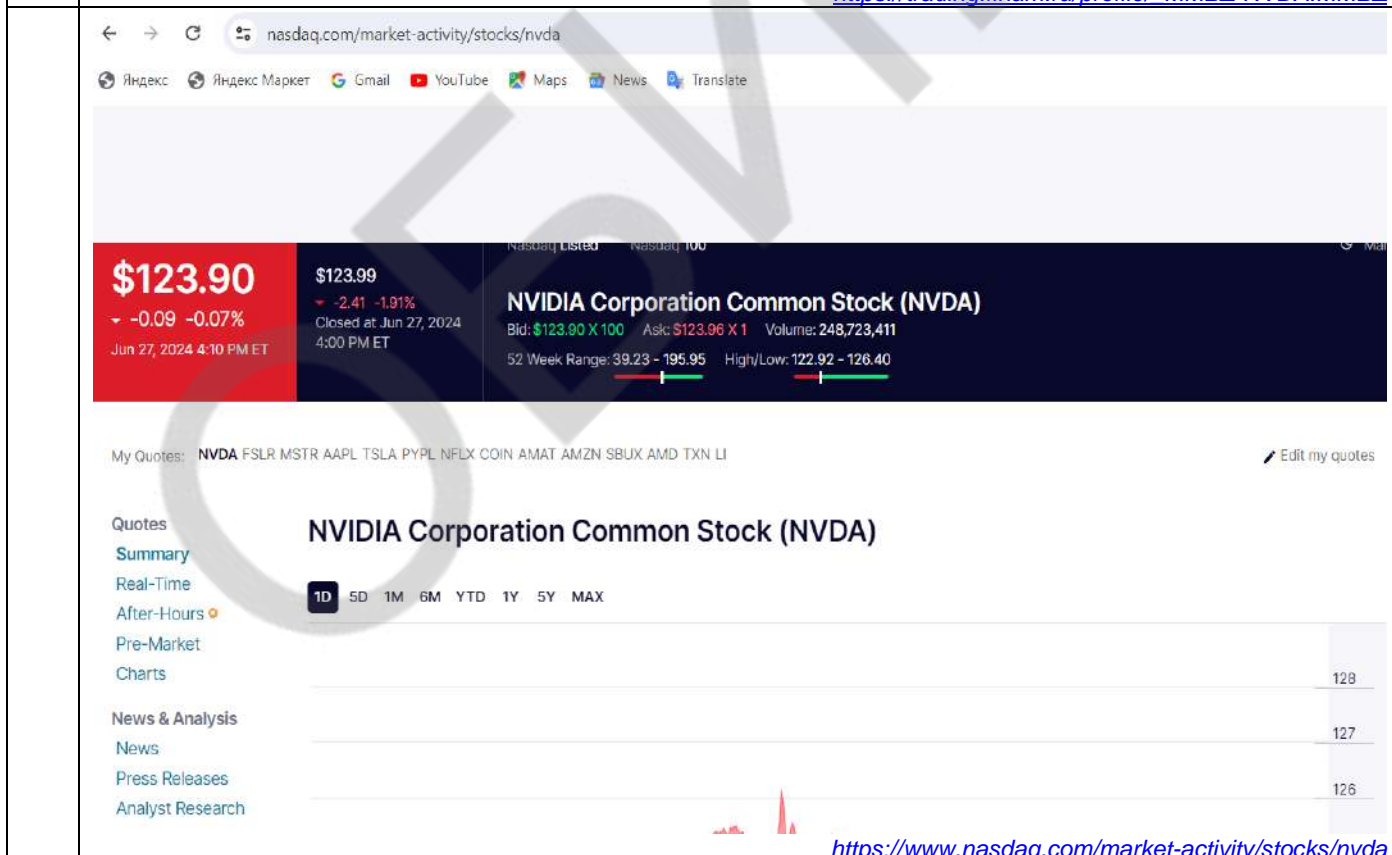 nasdaq.com/market-activity/stocks/nvda
Яндекс Яндекс Маркет Gmail YouTube Maps News Translate
Nasdaq Listed Nasdaq 100
$123.90
-0.09 -0.07%
Jun 27, 2024 4:10 PM ET
$123.99
-2.41 -1.91%
Closed at Jun 27, 2024
4:00 PM ET
NVIDIA Corporation Common Stock (NVDA)
Bid: $123.90 X 100 Ask: $123.96 X 1 Volume: 248,723,411
52 Week Range: 39.23 - 195.95 High/Low: 122.92 - 126.40
My Quotes: NVDA FSLR MSTR AAPL TSLA PYPL NFLX COIN AMAT AMZN SBUX AMD TXN LI
Edit my quotes
Quotes
Summary
Real-Time
After-Hours
Pre-Market
Charts
News & Analysis
News
Press Releases
Analyst Research
NVIDIA Corporation Common Stock (NVDA)
1D 5D 1M 6M YTD 1Y 5Y MAX
128
127
126
https://www.nasdaq.com/market-activity/stocks/nvda